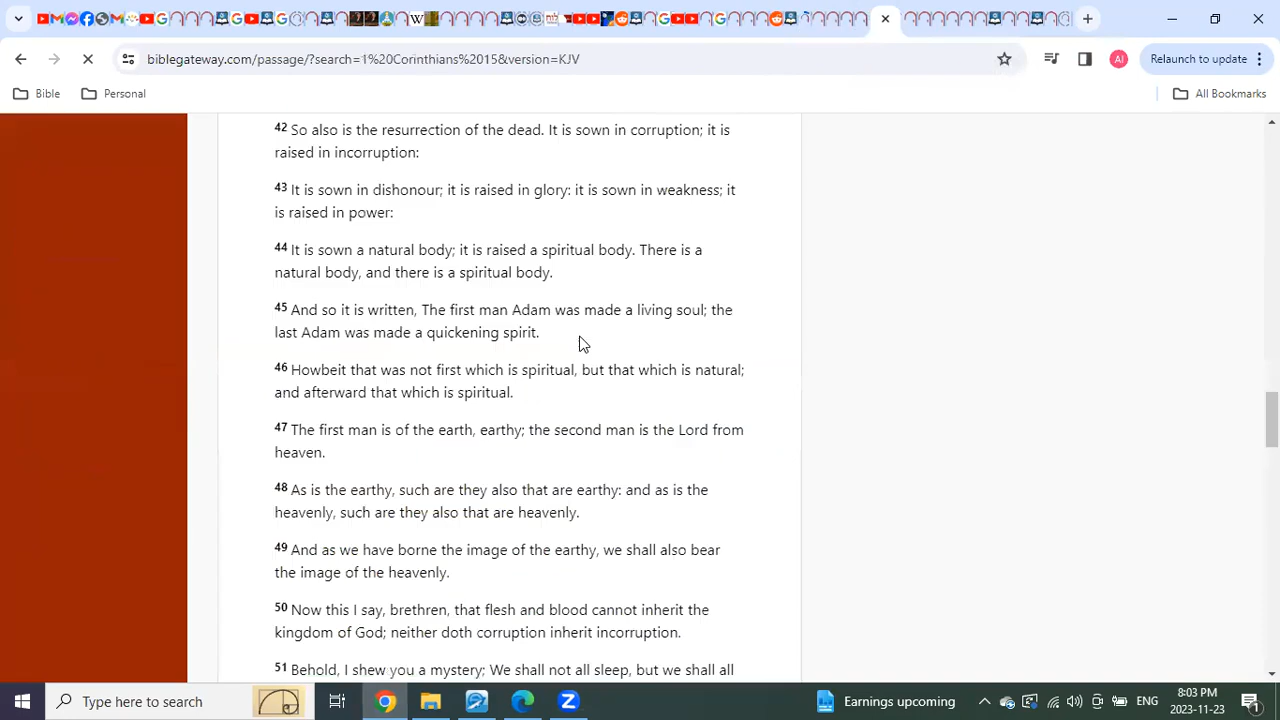 biblegateway.com/passage/?search=1%20Corinthians%2015&version=KJV
AI
Relaunch to update
Bible
Personal
All Bookmarks
42 So also is the resurrection of the dead. It is sown in corruption; it is
raised in incorruption:
43 It is sown in dishonour; it is raised in glory: it is sown in weakness; it
is raised in power:
44 It is sown a natural body; it is raised a spiritual body. There is a
natural body, and there is a spiritual body.
45 And so it is written, The first man Adam was made a living soul; the
last Adam was made a quickening spirit.
46 Howbeit that was not first which is spiritual, but that which is natural;
and afterward that which is spiritual.
47 The first man is of the earth, earthy; the second man is the Lord from
heaven.
48 As is the earthy, such are they also that are earthy: and as is the
heavenly, such are they also that are heavenly.
49 And as we have borne the image of the earthy, we shall also bear
the image of the heavenly.
50 Now this I say, brethren, that flesh and blood cannot inherit the
kingdom of God; neither doth corruption inherit incorruption.
51 Behold, I shew you a mystery; We shall not all sleep, but we shall all
Type here to search
Earnings upcoming
ENG
8:03 PM
2023-11-23
1